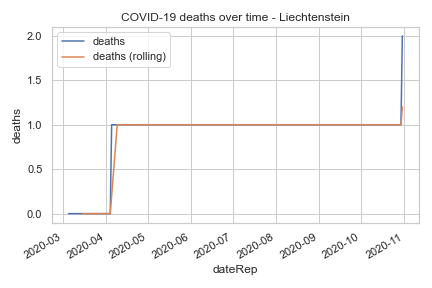 COVID-19 deaths over time - Liechtenstein
deaths
deaths (rolling)
2.0
1.5
1.0
0.5
0.0
deaths
2020-03
2020-04
2020-05
2020-06
2020-07
2020-08
2020-09
2020-10
2020-11
dateRep